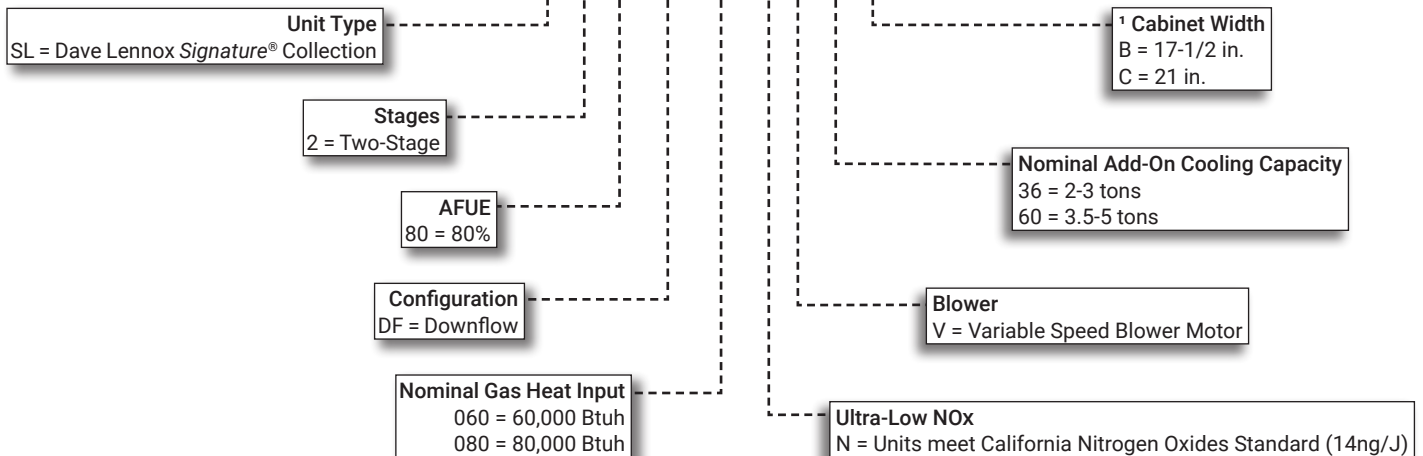 Unit Type
SL = Dave Lennox Signature® Collection
¹ Cabinet Width
B = 17-1/2 in.
C = 21 in.
Stages
2 = Two-Stage
Nominal Add-On Cooling Capacity
36 = 2-3 tons
60 = 3.5-5 tons
AFUE
80 = 80%
Configuration
DF = Downflow
Blower
V = Variable Speed Blower Motor
Nominal Gas Heat Input
060 = 60,000 Btuh
080 = 80,000 Btuh
Ultra-Low NOx
N = Units meet California Nitrogen Oxides Standard (14ng/J)